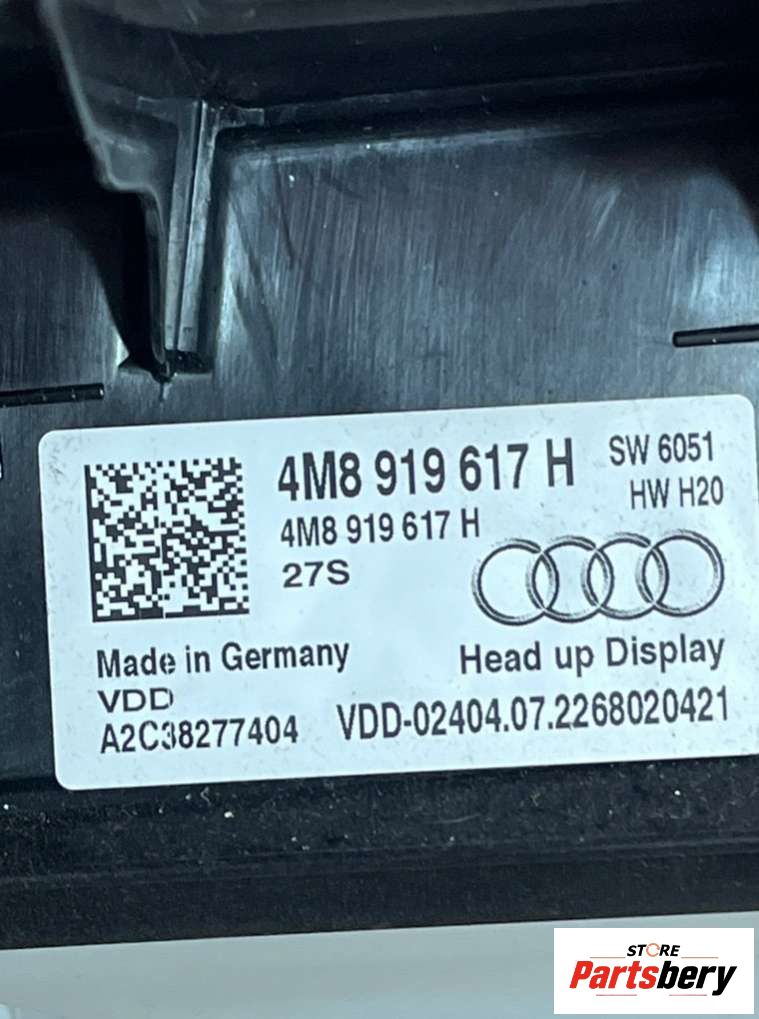 4M8 919 617 H
SW 6051
HW H20
4M8 919 617 H
27S
Made in Germany
Head up Display
VDD
A2C38277404
VDD-02404.07.2268020421
STORE
Partsbery